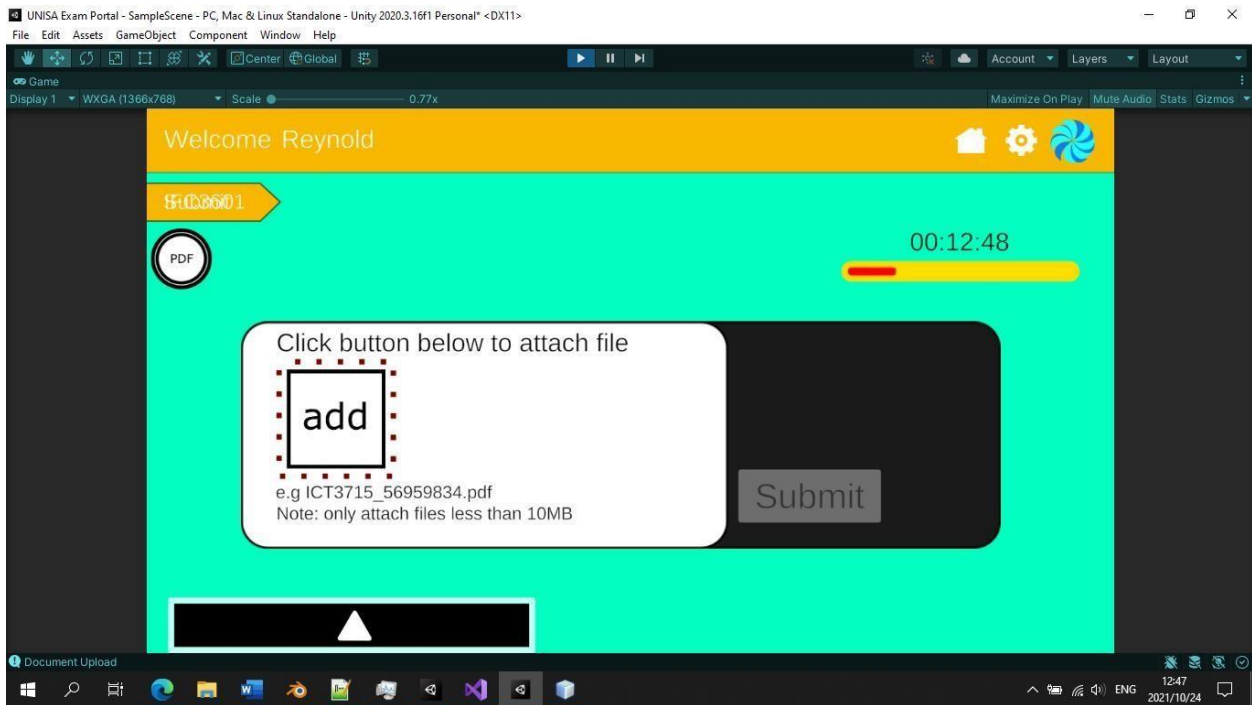 UNISA Exam Portal - SampleScene - PC, Mac & Linux Standalone - Unity 2020.3.16f1 Personal* <DX11>
File Edit Assets GameObject Component Window Help
Center Global Account Layers Layout
Game
Display 1 WXGA (1366x768) Scale 0.77x Maximize On Play Mute Audio Stats Gizmos
Welcome Reynold
00:12:48
PDF
Click button below to attach file
add
e.g ICT3715_56959834.pdf
Note: only attach files less than 10MB
Submit
Document Upload
ENG
12:47
2021/10/24